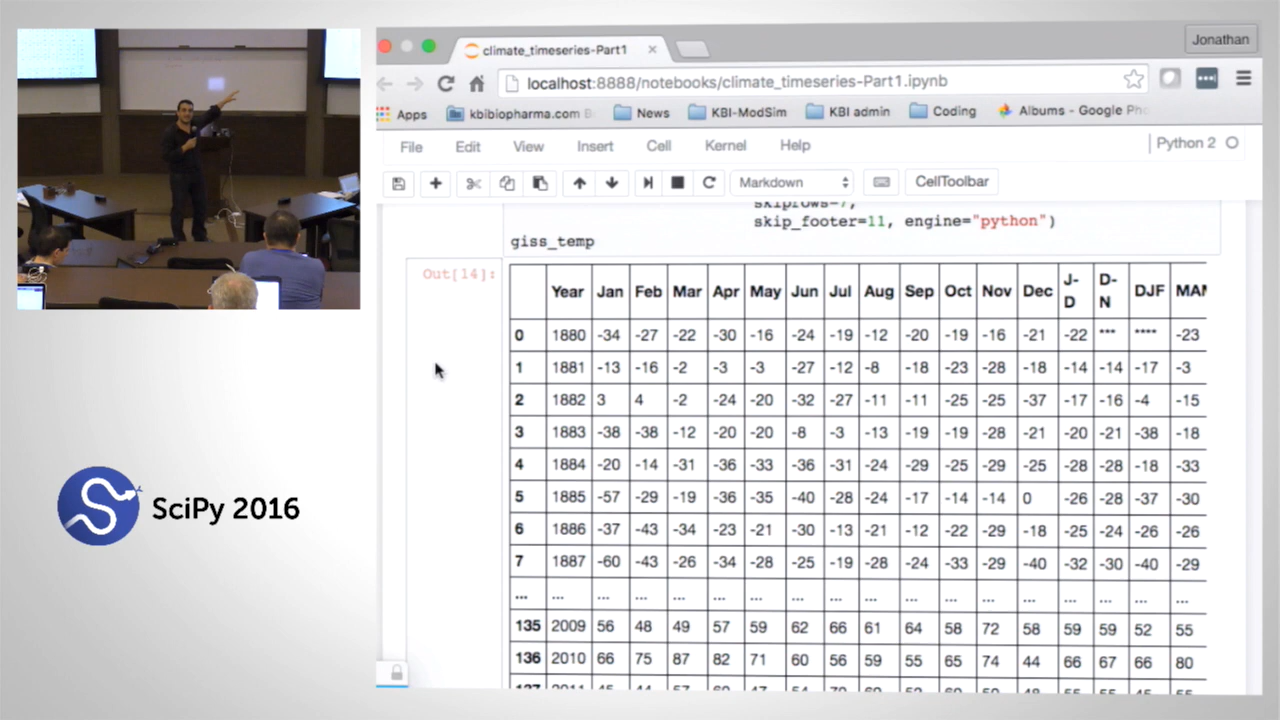 climate_timeseries-Part1
Jonathan
localhost:8888/notebooks/climate_timeseries-Part1.ipynb
Apps kbibiopharma.com News KBI-ModSim KBI admin Coding Albums - Google
File Edit View Insert Cell Kernel Help Python 2
Markdown CellToolbar
skiprows=7,
skip_footer=11, engine="python")
giss_temp
Out[14]:
Year Jan Feb Mar Apr May Jun Jul Aug Sep Oct Nov Dec J-D D-N DJF MAM
0 1880 -34 -27 -22 -30 -16 -24 -19 -12 -20 -19 -16 -21 -22 *** **** -23
1 1881 -13 -16 -2 -3 -3 -27 -12 -8 -18 -23 -28 -18 -14 -14 -17 -3
2 1882 3 4 -2 -24 -20 -32 -27 -11 -11 -25 -25 -37 -17 -16 -4 -15
3 1883 -38 -38 -12 -20 -20 -8 -3 -13 -19 -19 -28 -21 -20 -21 -38 -18
4 1884 -20 -14 -31 -36 -33 -36 -31 -24 -29 -25 -29 -25 -28 -28 -18 -33
5 1885 -57 -29 -19 -36 -35 -40 -28 -24 -17 -14 -14 0 -26 -28 -37 -30
6 1886 -37 -43 -34 -23 -21 -30 -13 -21 -12 -22 -29 -18 -25 -24 -26 -26
7 1887 -60 -43 -26 -34 -28 -25 -19 -28 -24 -33 -29 -40 -32 -30 -40 -29
... ... ... ... ... ... ... ... ... ... ... ... ... ... ... ... ...
135 2009 56 48 49 57 59 62 66 61 64 58 72 58 59 59 52 55
136 2010 66 75 87 82 71 60 56 59 55 65 74 44 66 67 66 80
SciPy 2016